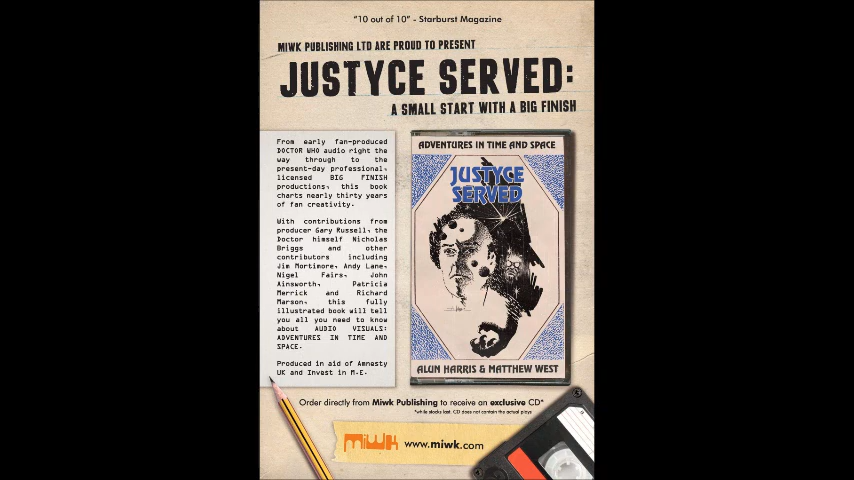 "10 out of 10" - Starburst Magazine
MIWK PUBLISHING LTD ARE PROUD TO PRESENT
JUSTYCE SERVED:
A SMALL START WITH A BIG FINISH
From early fan-produced
DOCTOR WHO audio right the
way through to the
present-day professional,
licensed BIG FINISH
productions, this book
charts nearly thirty years
of fan creativity.
With contributions from
producer Gary Russell, the
Doctor himself Nicholas
Briggs and other
contributors including
Jim Mortimore, Andy Lane,
Nigel Fairs, John
Ainsworth, Patricia
Merrick and Richard
Marson, this fully
illustrated book will tell
you all you need to know
about AUDIO VISUALS:
ADVENTURES IN TIME AND
SPACE.
Produced in aid of Amnesty
UK and Invest in M.E.
ADVENTURES IN TIME AND SPACE
JUSTYCE
SERVED
ALUN HARRIS & MATTHEW WEST
Order directly from Miwk Publishing to receive an exclusive CD*
*while stocks last. CD does not contain the actual plays
miwk www.miwk.com